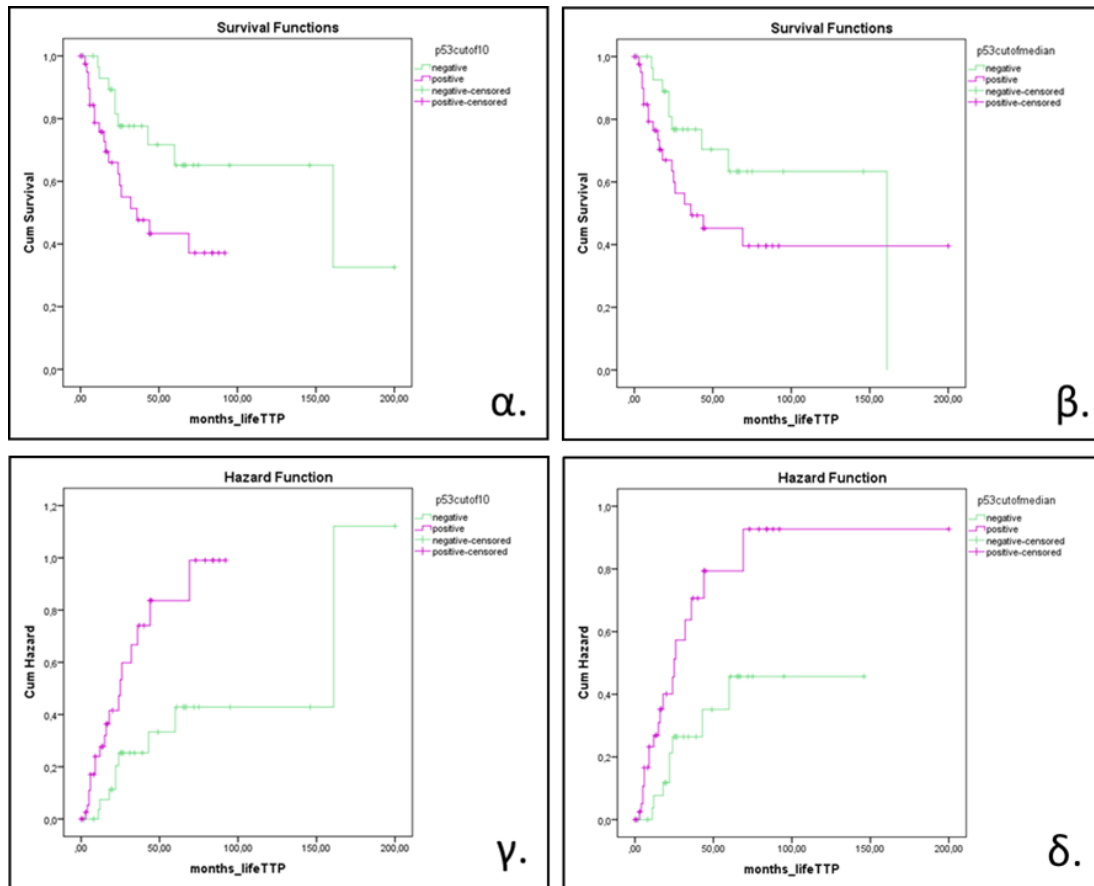 Survival Functions
p53cutof10
negative
positive
negative-censored
positive-censored
Cum Survival
1,0
0,8
0,6
0,4
0,2
0,0
,00 50,00 100,00 150,00 200,00
months_lifeTTP
α.
Survival Functions
p53cutofmedian
negative
positive
negative-censored
positive-censored
Cum Survival
1,0
0,8
0,6
0,4
0,2
0,0
,00 50,00 100,00 150,00 200,00
months_lifeTTP
β.
Hazard Function
p53cutof10
negative
positive
negative-censored
positive-censored
Cum Hazard
1,2
1,0
0,8
0,6
0,4
0,2
0,0
,00 50,00 100,00 150,00 200,00
months_lifeTTP
γ.
Hazard Function
p53cutofmedian
negative
positive
negative-censored
positive-censored
Cum Hazard
1,0
0,8
0,6
0,4
0,2
0,0
,00 50,00 100,00 150,00 200,00
months_lifeTTP
δ.